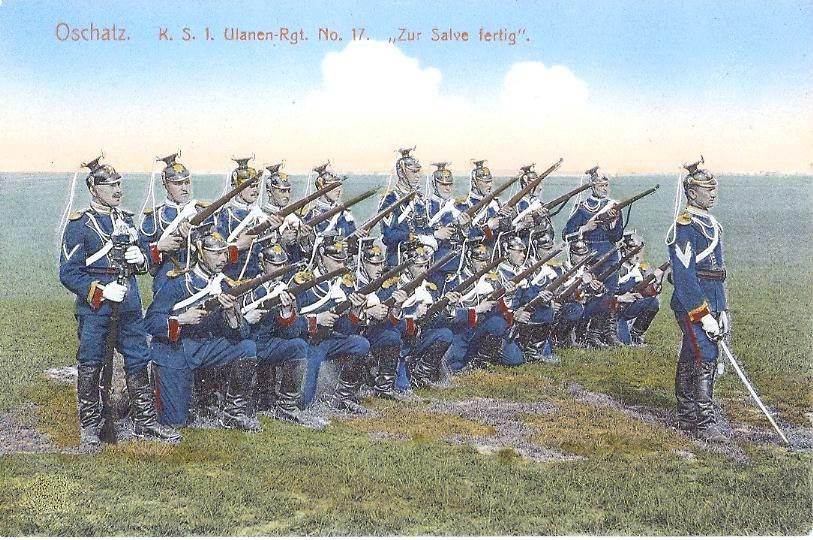 Oschatz. K. S. 1. Ulanen-Rgt. No. 17. „Zur Salve fertig".